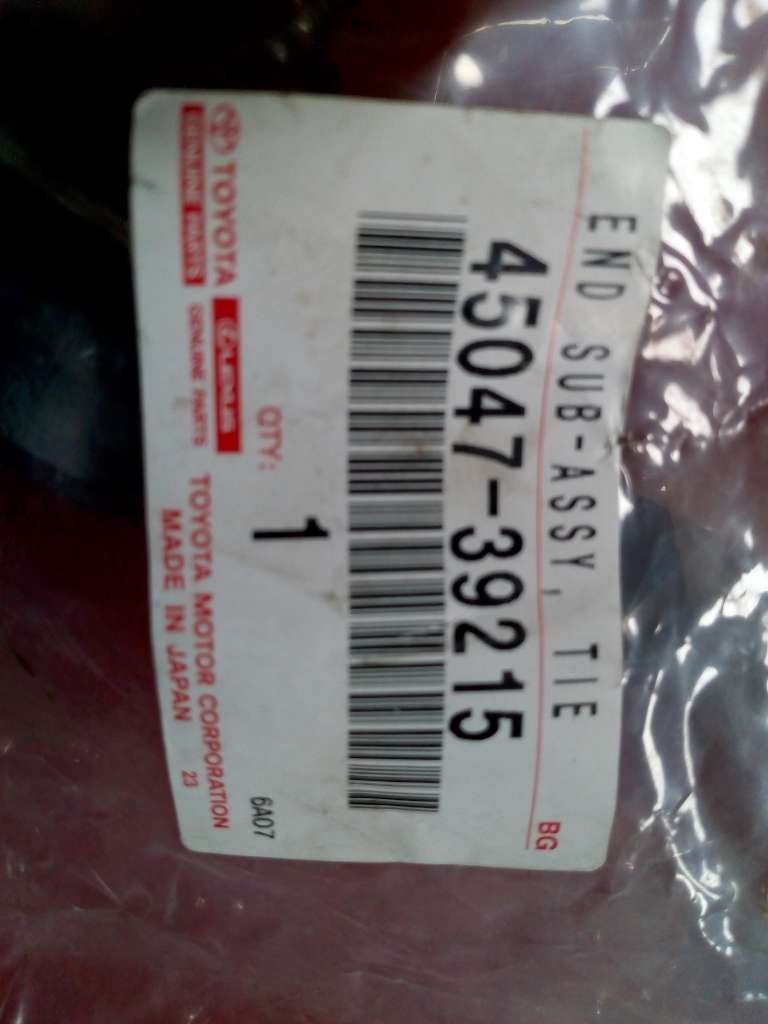 END SUB-ASSY, TIE
BG
45047-39215
QTY: 1
6A07
TOYOTA
GENUINE PARTS
LEXUS
GENUINE PARTS
TOYOTA MOTOR CORPORATION
MADE IN JAPAN 23